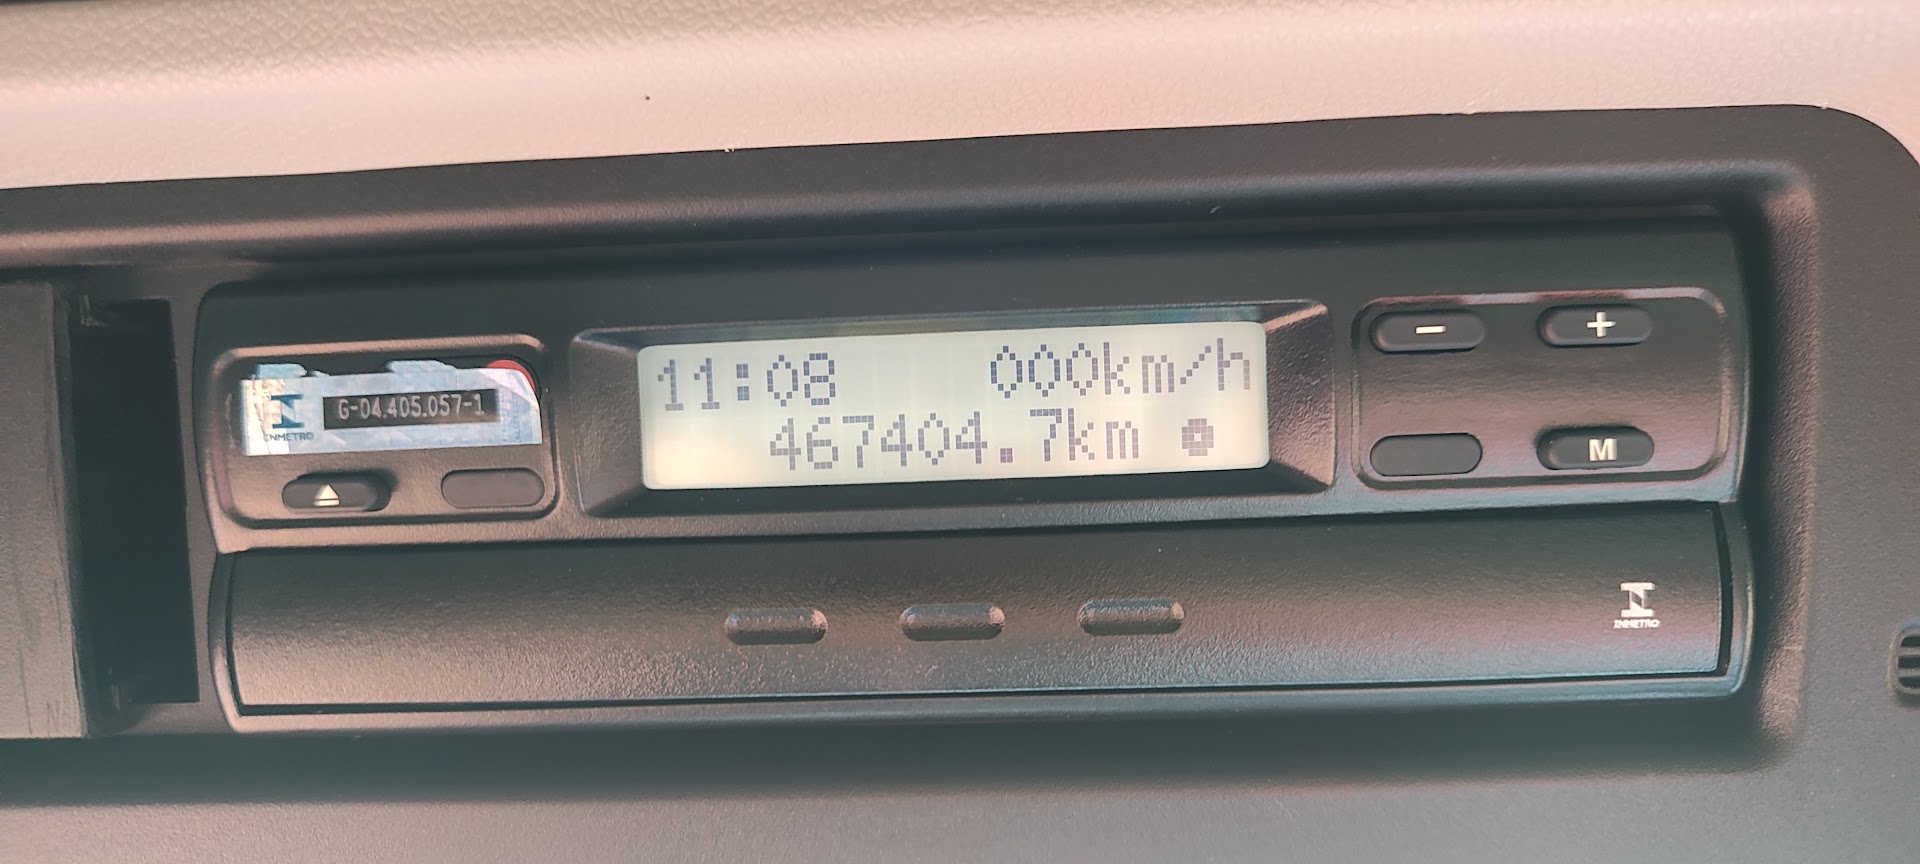 11:08 000km/h
467404.7km
G-04.405.057-1
INMETRO
- +
M
INMETRO